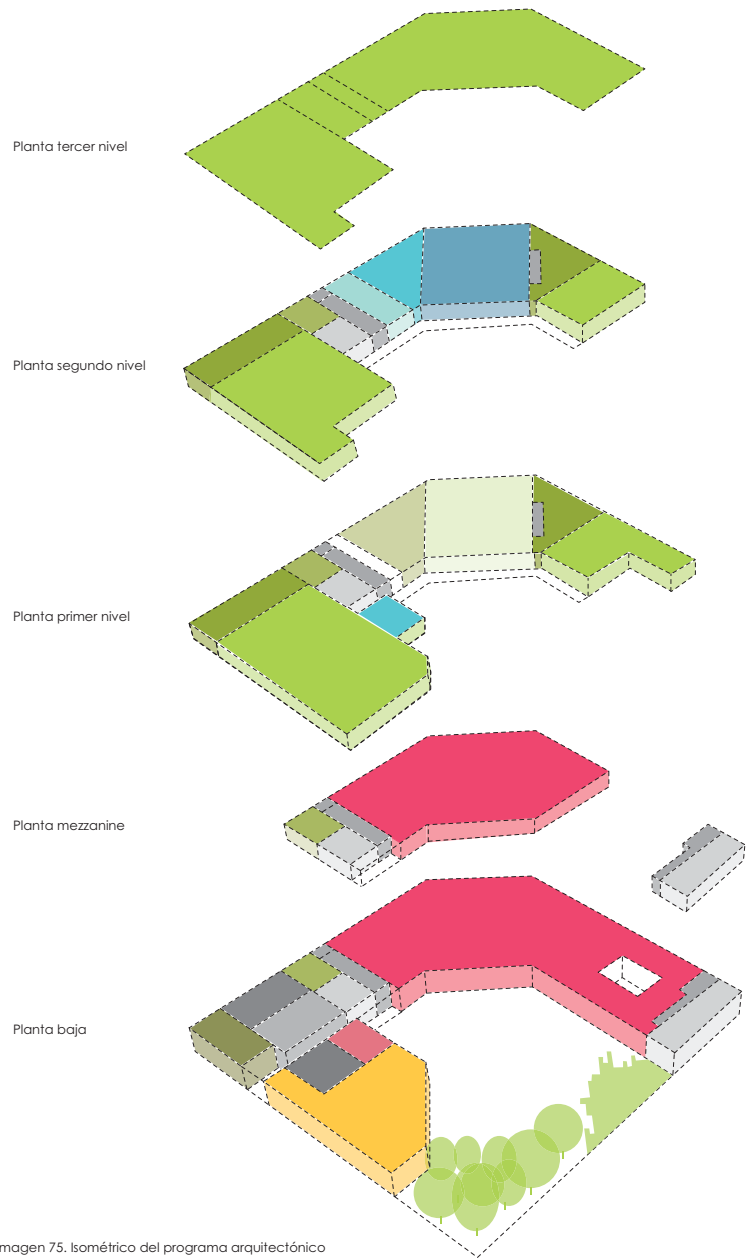 Planta tercer nivel
Planta segundo nivel
Planta primer nivel
Planta mezzanine
Planta baja
magen 75. Isométrico del programa arquitectónico